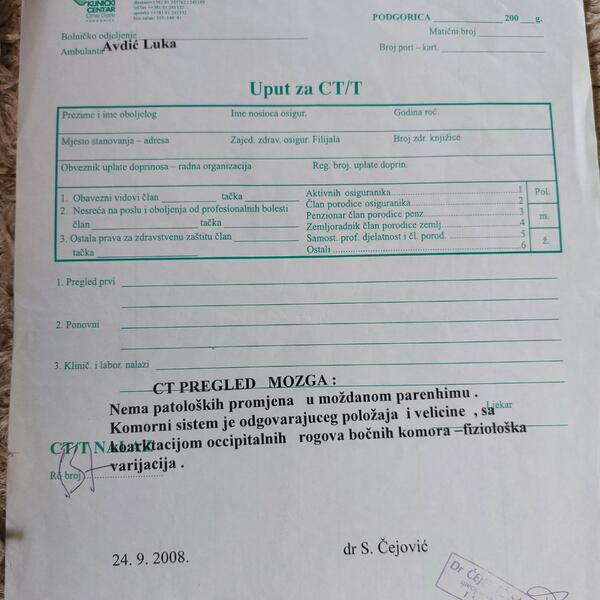 KLINIČKI
CENTAR
Crne Gore
PODGORICA
PODGORICA 200 g.
Bolničko odjeljenje
Matični broj
Ambulanta Avdić Luka
Broj port – kart.
Uput za CT/T
Prezime i ime oboljelog Ime nosioca osigur. Godina roč.
Mjesto stanovanja – adresa Zajed. zdrav. osigur. Filijala Broj zdr. knjižice
Obveznik uplate doprinosa – radna organizacija Reg. broj. uplate doprin.
1. Obavezni vidovi član tačka
2. Nesreća na poslu i oboljenja od profesionalnih bolesti
član tačka
3. Ostala prava za zdravstvenu zaštitu član
tačka
Aktivnih osiguranika 1
Član porodice osiguranika 2
Penzionar član porodice penz. 3
Zemljoradnik član porodice zemlj. 4
Samost. prof. djelatnost i čl. porod. 5
Ostali 6
Pol.
m.
ž.
1. Pregled prvi
2. Ponovni
3. Klinič. i labor. nalazi
CT PREGLED MOZGA :
Nema patoloških promjena u moždanom parenhimu .
Ljekar
Komorni sistem je odgovarajuceg položaja i velicine , sa
CT/T NALAZ
koarktacijom occipitalnih rogova bočnih komora –fiziološka
varijacija .
broj
24. 9. 2008.
dr S. Čejović